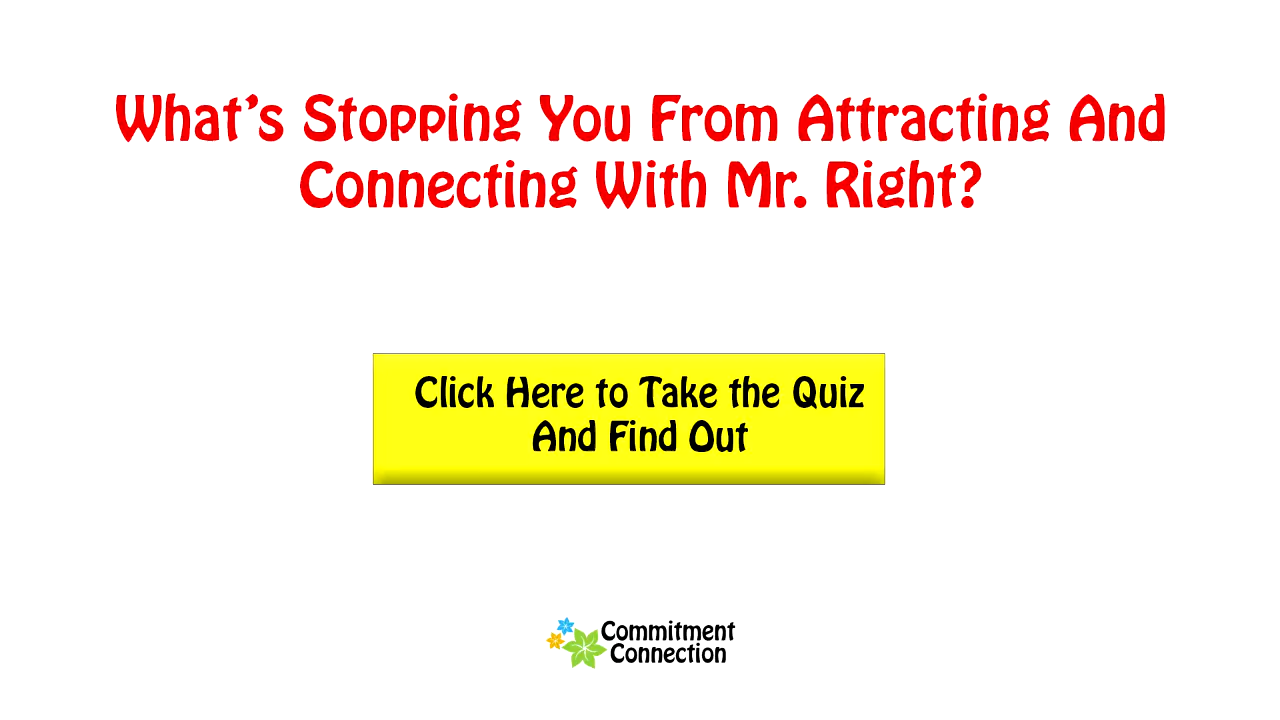 What's Stopping You From Attracting And
Connecting With Mr. Right?
Click Here to Take the Quiz
And Find Out
Commitment
Connection